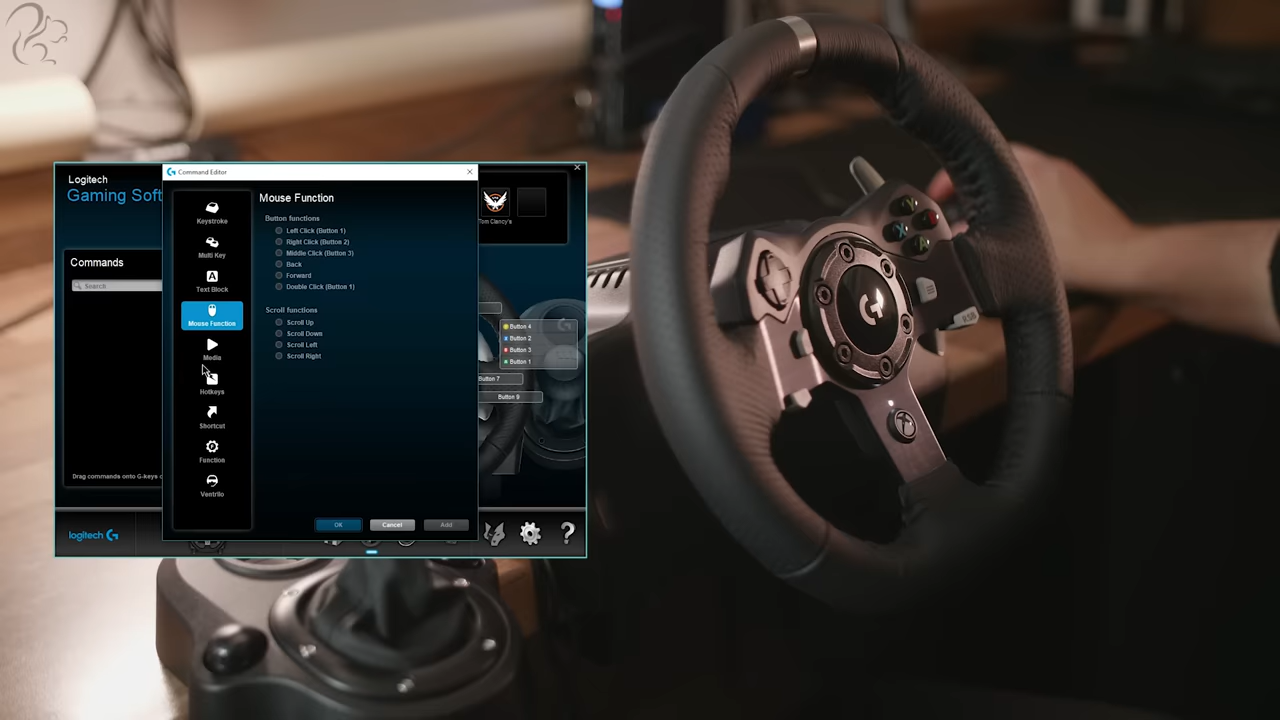 Logitech
Gaming Soft
Command Editor
Tom Clancy's
Commands
Search
Drag commands onto G-keys
Keystroke
Multi Key
Text Block
Mouse Function
Media
Hotkeys
Shortcut
Function
Ventrilo
Mouse Function
Button functions
Left Click (Button 1)
Right Click (Button 2)
Middle Click (Button 3)
Back
Forward
Double Click (Button 1)
Scroll functions
Scroll Up
Scroll Down
Scroll Left
Scroll Right
OK
Cancel
Add
Button 4
Button 2
Button 3
Button 1
Button 7
Button 9
logitech G
?
Y
X
A
RSB